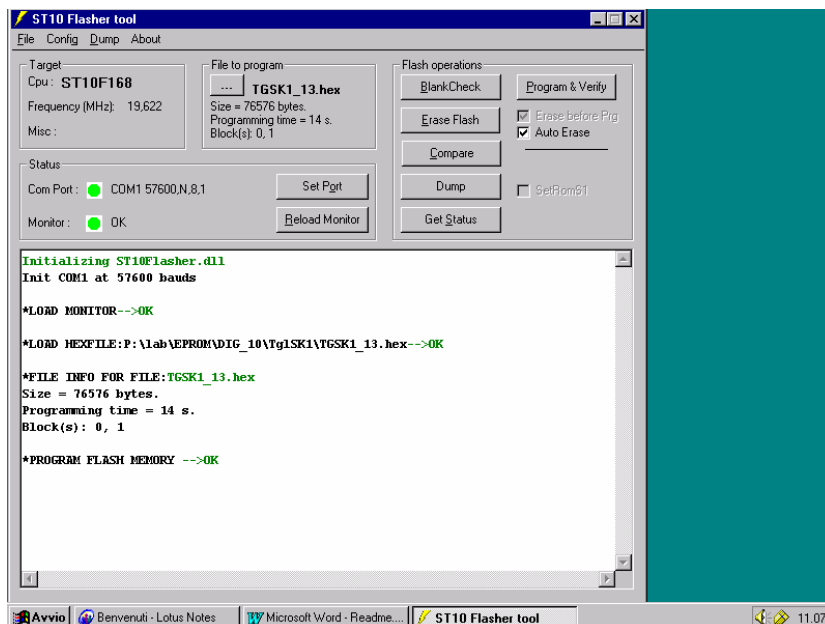 ST10 Flasher tool
File Config Dump About
Target
Cpu : ST10F168
Frequency (MHz): 19,622
Misc :
File to program
... TGSK1_13.hex
Size = 76576 bytes.
Programming time = 14 s.
Block(s): 0, 1
Flash operations
BlankCheck
Program & Verify
Erase Flash
Erase before Prg
Auto Erase
Compare
Dump
SetRomS1
Get Status
Status
Com Port : COM1 57600,N,8,1
Set Port
Monitor : OK
Reload Monitor
Initializing ST10Flasher.dll
Init COM1 at 57600 bauds
*LOAD MONITOR-->OK
*LOAD HEXFILE:P:\lab\EPROM\DIG_10\TglSK1\TGSK1_13.hex-->OK
*FILE INFO FOR FILE:TGSK1_13.hex
Size = 76576 bytes.
Programming time = 14 s.
Block(s): 0, 1
*PROGRAM FLASH MEMORY -->OK
Avvio
Benvenuti - Lotus Notes
Microsoft Word - Readme....
ST10 Flasher tool
11.07